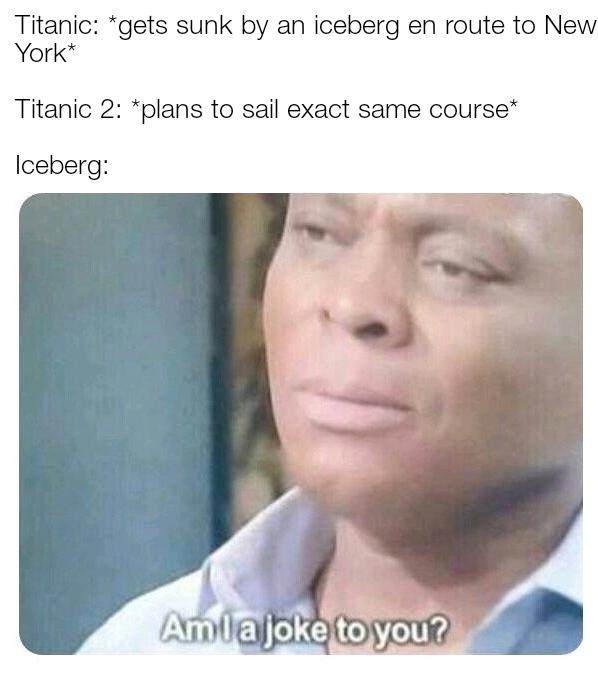 Titanic: *gets sunk by an iceberg en route to New
York*
Titanic 2: *plans to sail exact same course*
Iceberg:
Am I a joke to you?